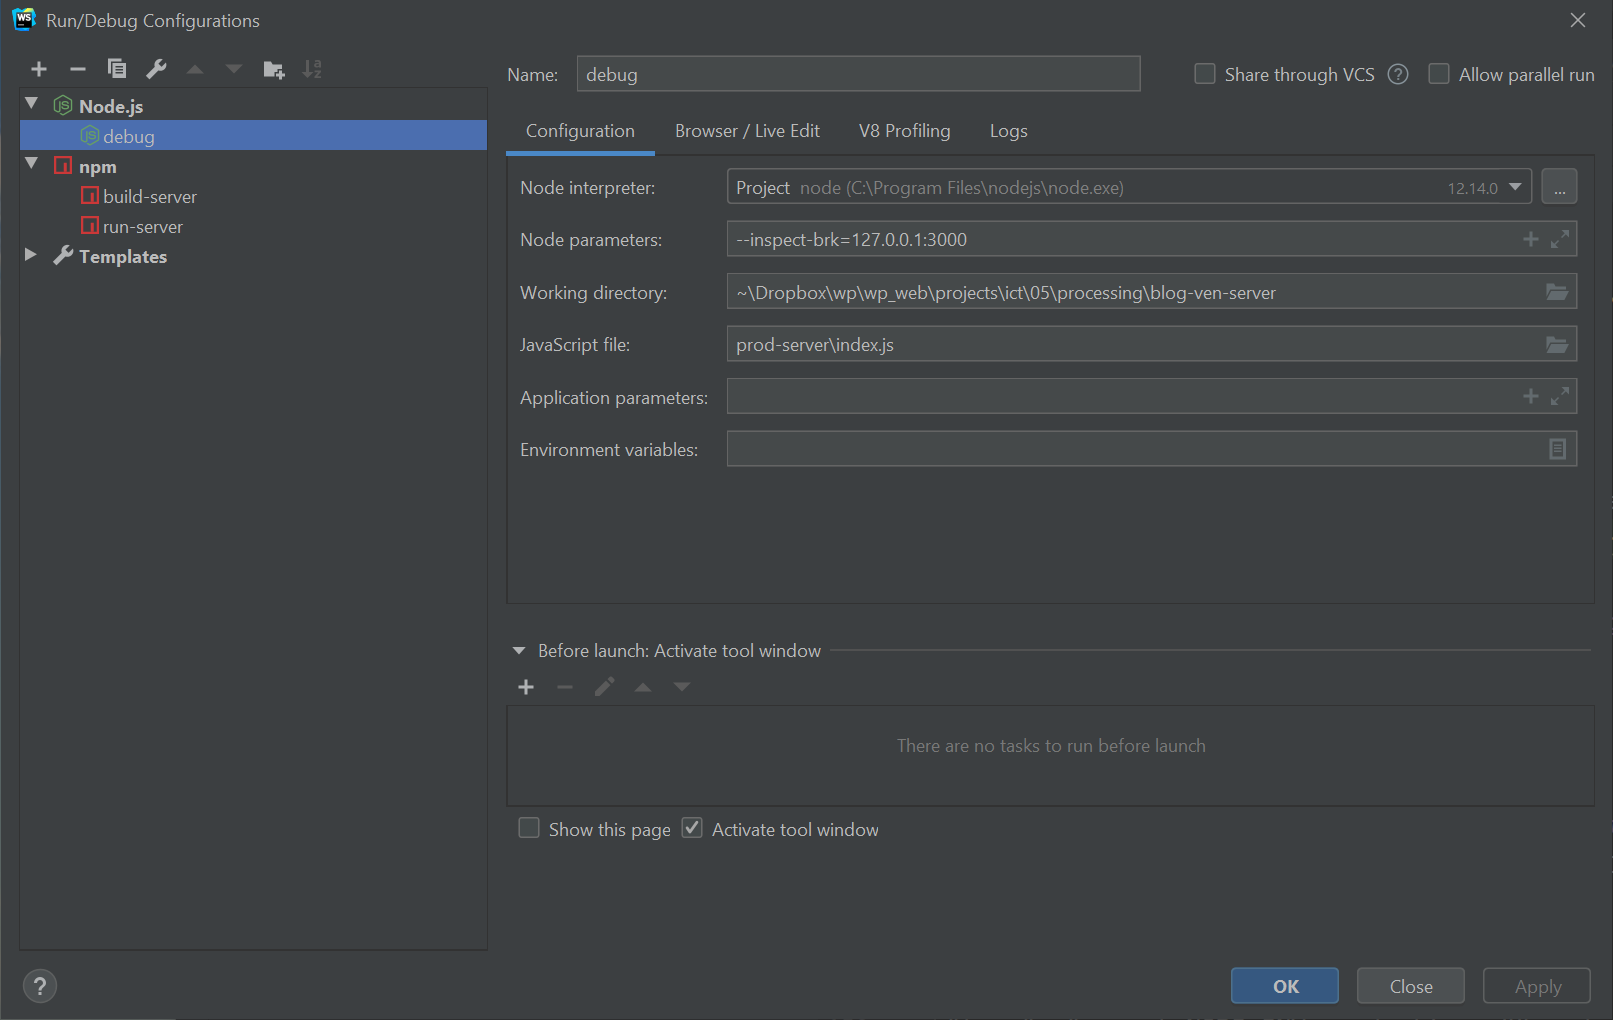 Run/Debug Configurations
Name: debug
Share through VCS
Allow parallel run
Node.js
debug
npm
build-server
run-server
Templates
Configuration Browser / Live Edit V8 Profiling Logs
Node interpreter: Project node (C:\Program Files\nodejs\node.exe) 12.14.0 ...
Node parameters: --inspect-brk=127.0.0.1:3000
Working directory: ~\Dropbox\wp\wp_web\projects\ict\05\processing\blog-ven-server
JavaScript file: prod-server\index.js
Application parameters:
Environment variables:
Before launch: Activate tool window
There are no tasks to run before launch
Show this page Activate tool window
? OK Close Apply